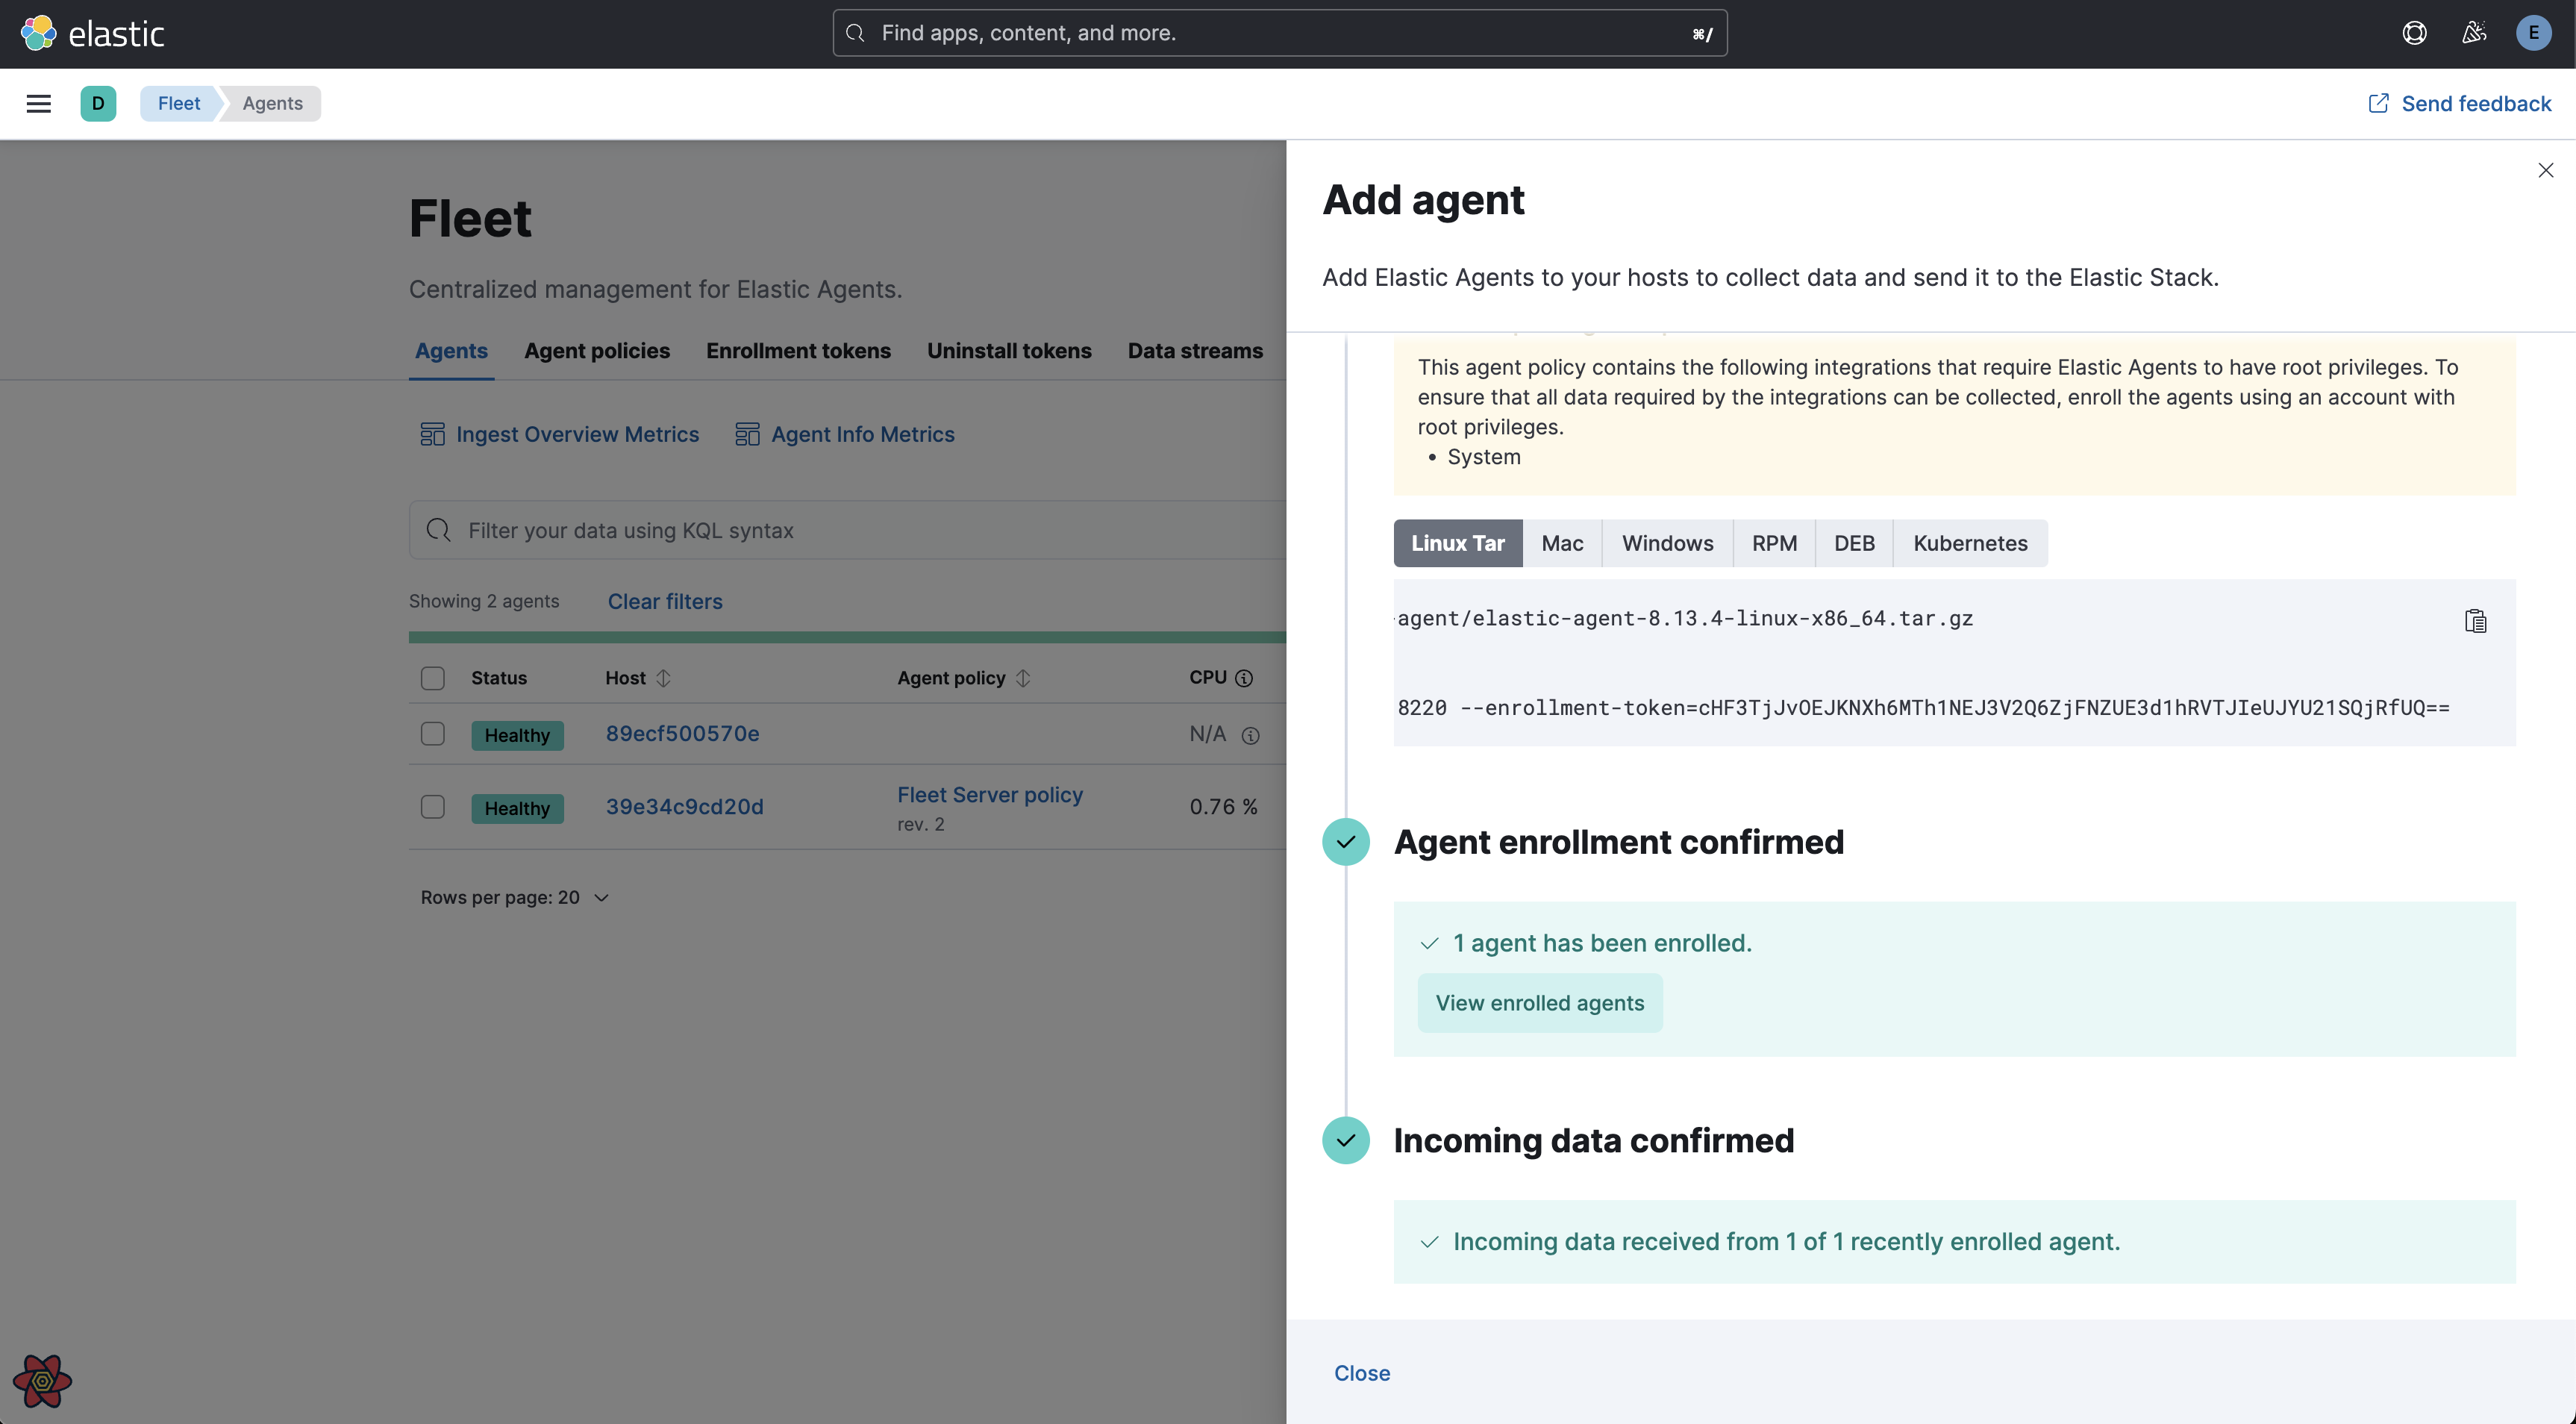 elastic
Find apps, content, and more.
⌘/
E
D
Fleet
Agents
Send feedback
Fleet
Centralized management for Elastic Agents.
Agents
Agent policies
Enrollment tokens
Uninstall tokens
Data streams
Ingest Overview Metrics
Agent Info Metrics
Filter your data using KQL syntax
Showing 2 agents
Clear filters
Status
Host
Agent policy
CPU
Healthy
89ecf500570e
N/A
Healthy
39e34c9cd20d
Fleet Server policy
rev. 2
0.76 %
Rows per page: 20
Add agent
Add Elastic Agents to your hosts to collect data and send it to the Elastic Stack.
This agent policy contains the following integrations that require Elastic Agents to have root privileges. To
ensure that all data required by the integrations can be collected, enroll the agents using an account with
root privileges.
• System
Linux Tar
Mac
Windows
RPM
DEB
Kubernetes
-agent/elastic-agent-8.13.4-linux-x86_64.tar.gz
8220 --enrollment-token=cHF3TjJvOEJKNXh6MTh1NEJ3V2Q6ZjFNZUE3d1hRVTJIeUJYU21SQjRfUQ==
Agent enrollment confirmed
1 agent has been enrolled.
View enrolled agents
Incoming data confirmed
Incoming data received from 1 of 1 recently enrolled agent.
Close